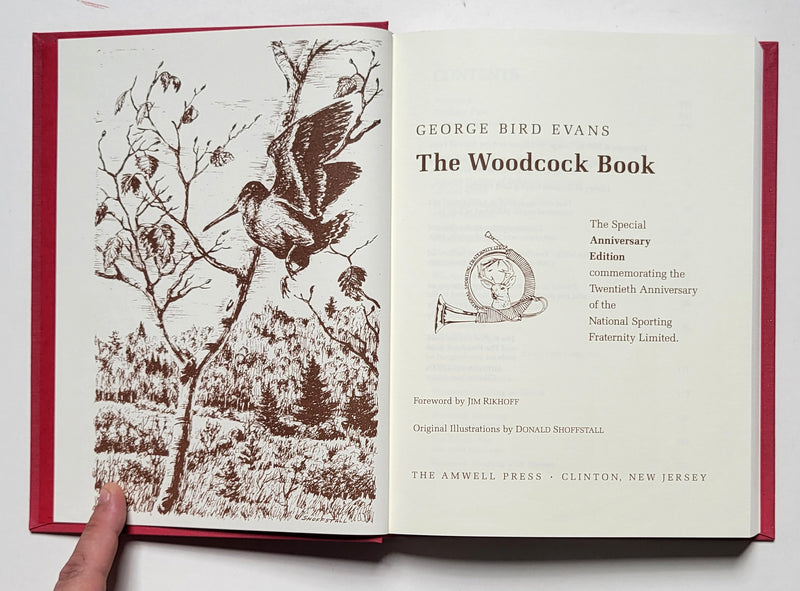 SHOFFSTALL
GEORGE BIRD EVANS
The Woodcock Book
The Special
Anniversary
Edition
commemorating the
Twentieth Anniversary
of the
National Sporting
Fraternity Limited.
Foreword by JIM RIKHOFF
Original Illustrations by DONALD SHOFFSTALL
THE AMWELL PRESS · CLINTON, NEW JERSEY